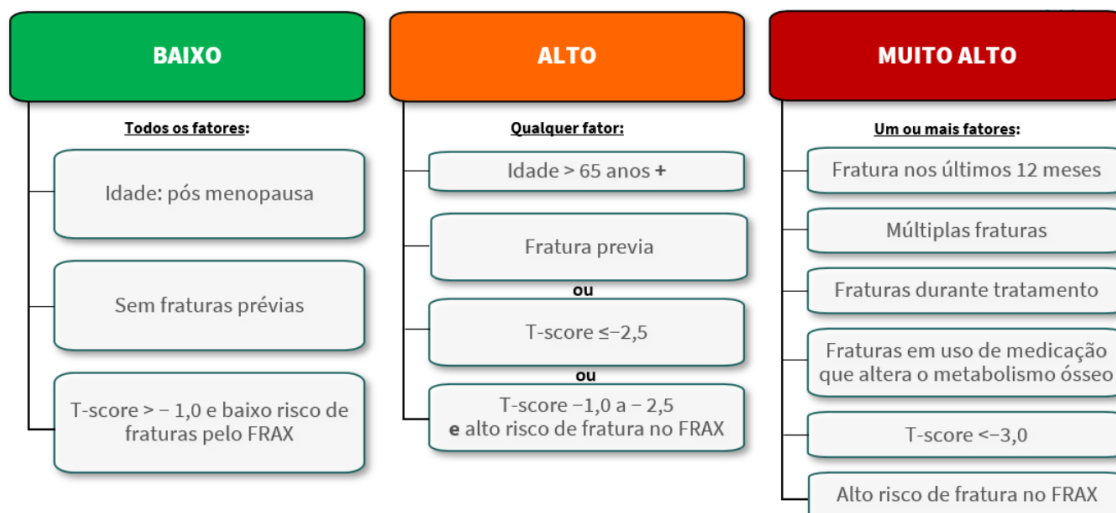 BAIXO
Todos os fatores:
Idade: pós menopausa
Sem fraturas prévias
T-score > − 1,0 e baixo risco de
fraturas pelo FRAX
ALTO
Qualquer fator:
Idade > 65 anos +
Fratura previa
ou
T-score ≤−2,5
ou
T-score −1,0 a − 2,5
e alto risco de fratura no FRAX
MUITO ALTO
Um ou mais fatores:
Fratura nos últimos 12 meses
Múltiplas fraturas
Fraturas durante tratamento
Fraturas em uso de medicação
que altera o metabolismo ósseo
T-score <−3,0
Alto risco de fratura no FRAX